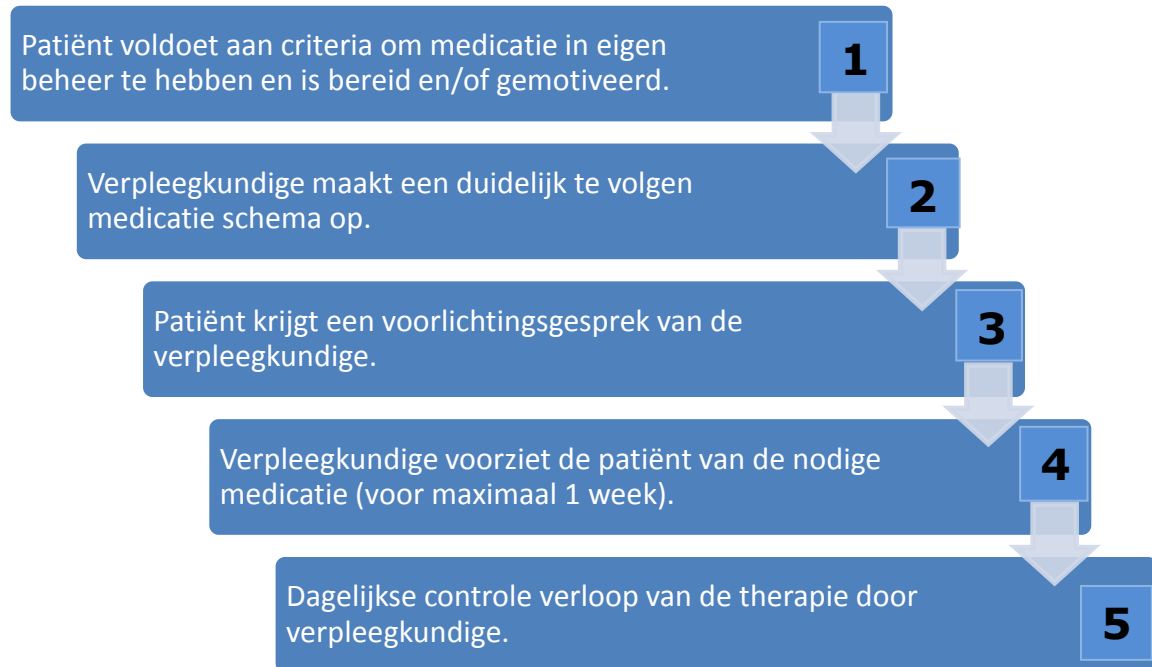 Patiënt voldoet aan criteria om medicatie in eigen
beheer te hebben en is bereid en/of gemotiveerd.
1
Verpleegkundige maakt een duidelijk te volgen
medicatie schema op.
2
Patiënt krijgt een voorlichtingsgesprek van de
verpleegkundige.
3
Verpleegkundige voorziet de patiënt van de nodige
medicatie (voor maximaal 1 week).
4
Dagelijkse controle verloop van de therapie door
verpleegkundige.
5